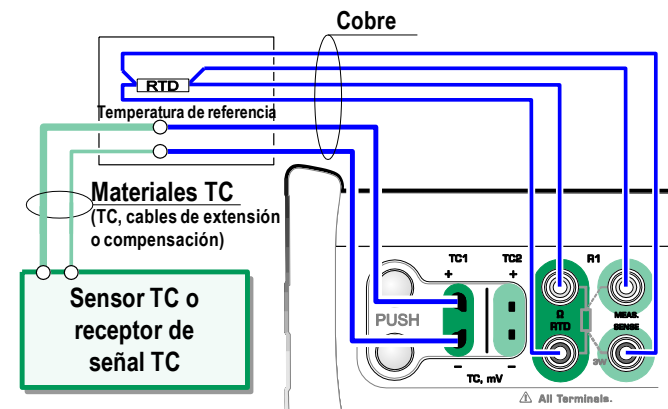 Cobre
RTD
Temperatura de referencia
Materiales TC
(TC, cables de extensión
o compensación)
Sensor TC o
receptor de
señal TC
PUSH
TC1
TC2
+
+
-
-
TC, mV
R1
Ω
RTD
MEAS.
SENSE
3W
⚠ All Terminals.